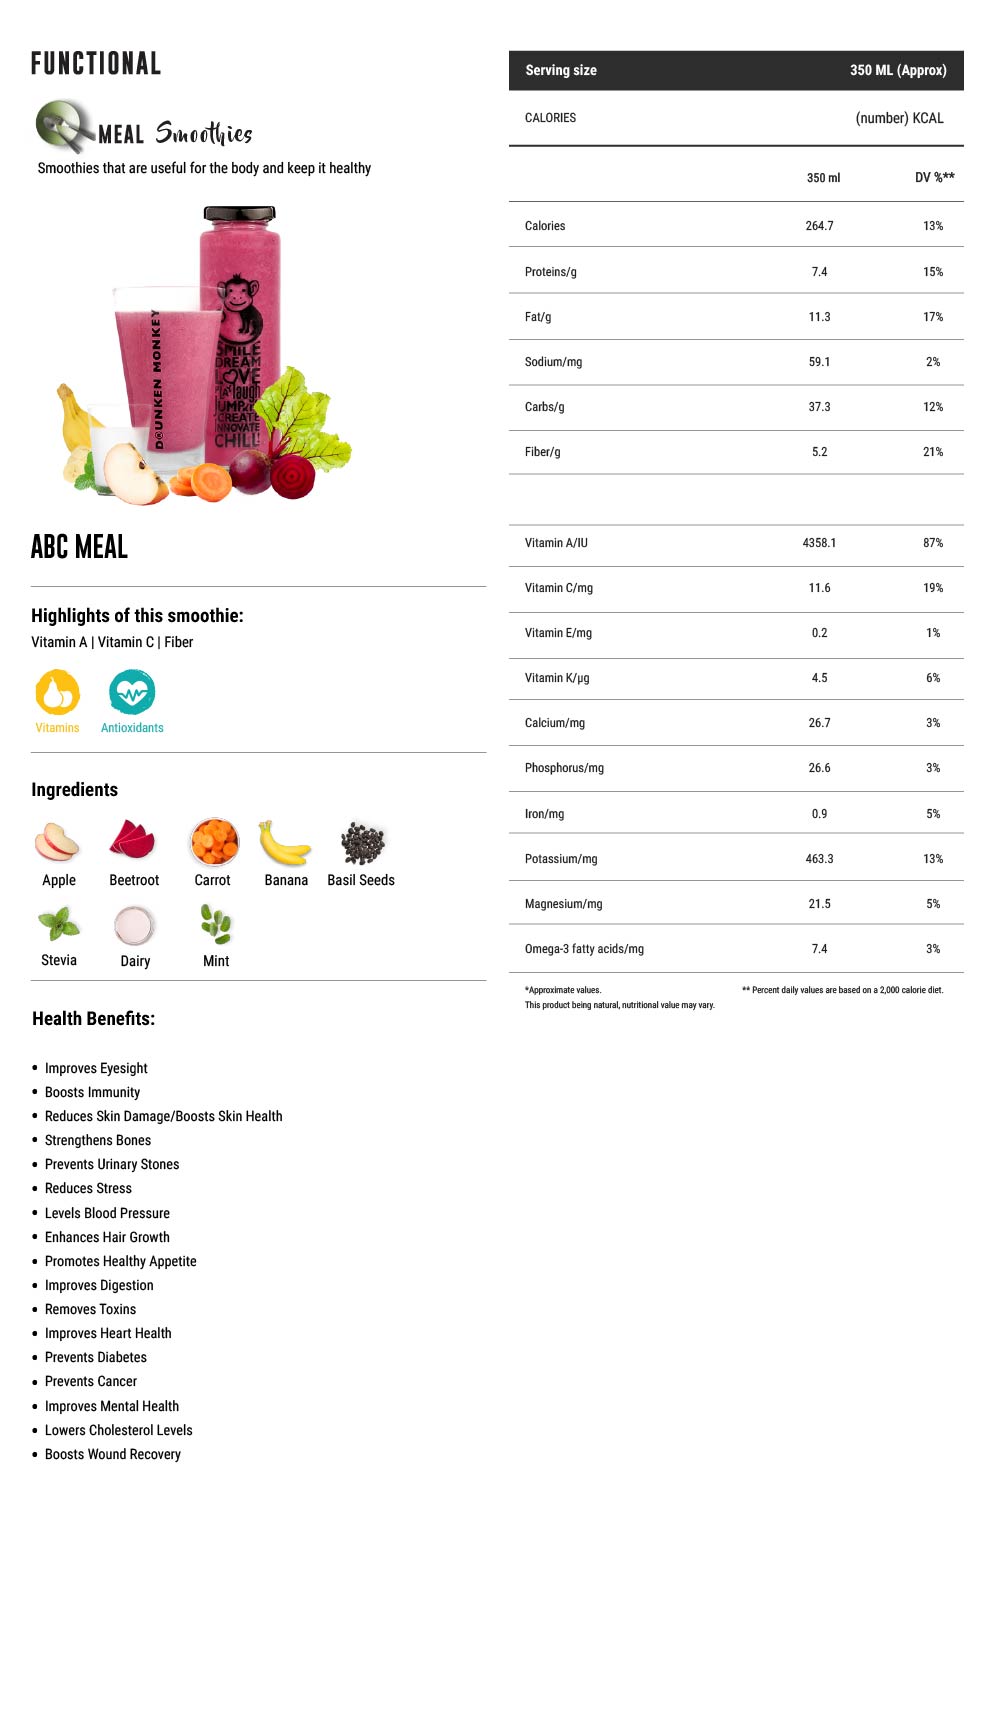 FUNCTIONAL
MEAL Smoothies
Smoothies that are useful for the body and keep it healthy
DRUNKEN MONKEY
SMILE
DREAM
LOVE
laugh
JUMP
CREATE
INNOVATE
CHILL
ABC MEAL
Highlights of this smoothie:
Vitamin A | Vitamin C | Fiber
Vitamins Antioxidants
Ingredients
Apple Beetroot Carrot Banana Basil Seeds
Stevia Dairy Mint
Health Benefits:
• Improves Eyesight
• Boosts Immunity
• Reduces Skin Damage/Boosts Skin Health
• Strengthens Bones
• Prevents Urinary Stones
• Reduces Stress
• Levels Blood Pressure
• Enhances Hair Growth
• Promotes Healthy Appetite
• Improves Digestion
• Removes Toxins
• Improves Heart Health
• Prevents Diabetes
• Prevents Cancer
• Improves Mental Health
• Lowers Cholesterol Levels
• Boosts Wound Recovery
Serving size 350 ML (Approx)
CALORIES (number) KCAL
350 ml DV %**
Calories 264.7 13%
Proteins/g 7.4 15%
Fat/g 11.3 17%
Sodium/mg 59.1 2%
Carbs/g 37.3 12%
Fiber/g 5.2 21%
Vitamin A/IU 4358.1 87%
Vitamin C/mg 11.6 19%
Vitamin E/mg 0.2 1%
Vitamin K/µg 4.5 6%
Calcium/mg 26.7 3%
Phosphorus/mg 26.6 3%
Iron/mg 0.9 5%
Potassium/mg 463.3 13%
Magnesium/mg 21.5 5%
Omega-3 fatty acids/mg 7.4 3%
*Approximate values. ** Percent daily values are based on a 2,000 calorie diet.
This product being natural, nutritional value may vary.